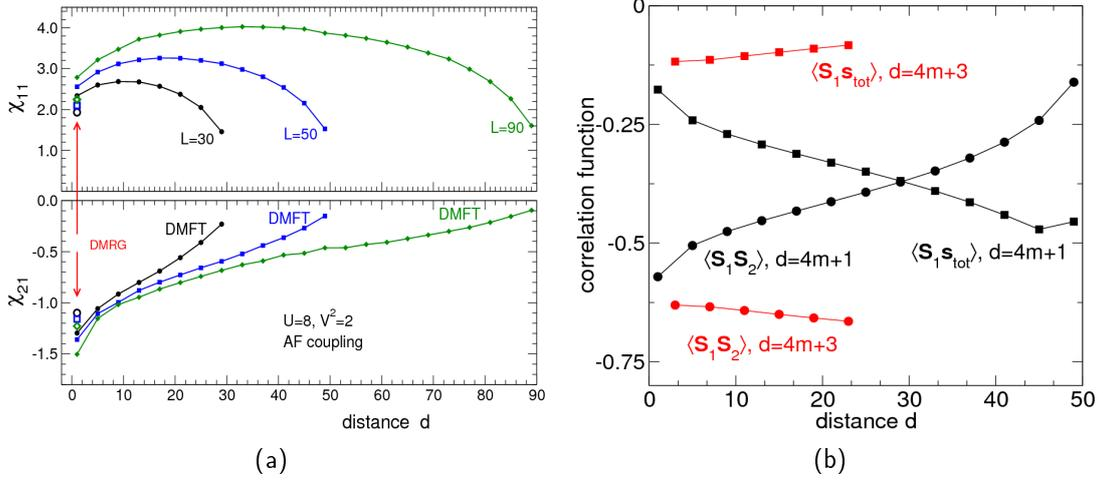 4.0
3.0
2.0
1.0
χ₁₁
L=30
L=50
L=90
0.0
-0.5
-1.0
-1.5
χ₂₁
DMFT
DMFT
DMFT
DMRG
U=8, V²=2
AF coupling
0 10 20 30 40 50 60 70 80 90
distance d
(a)
0
-0.25
-0.5
-0.75
correlation function
⟨S₁s_tot⟩, d=4m+3
⟨S₁S₂⟩, d=4m+1
⟨S₁s_tot⟩, d=4m+1
⟨S₁S₂⟩, d=4m+3
0 10 20 30 40 50
distance d
(b)